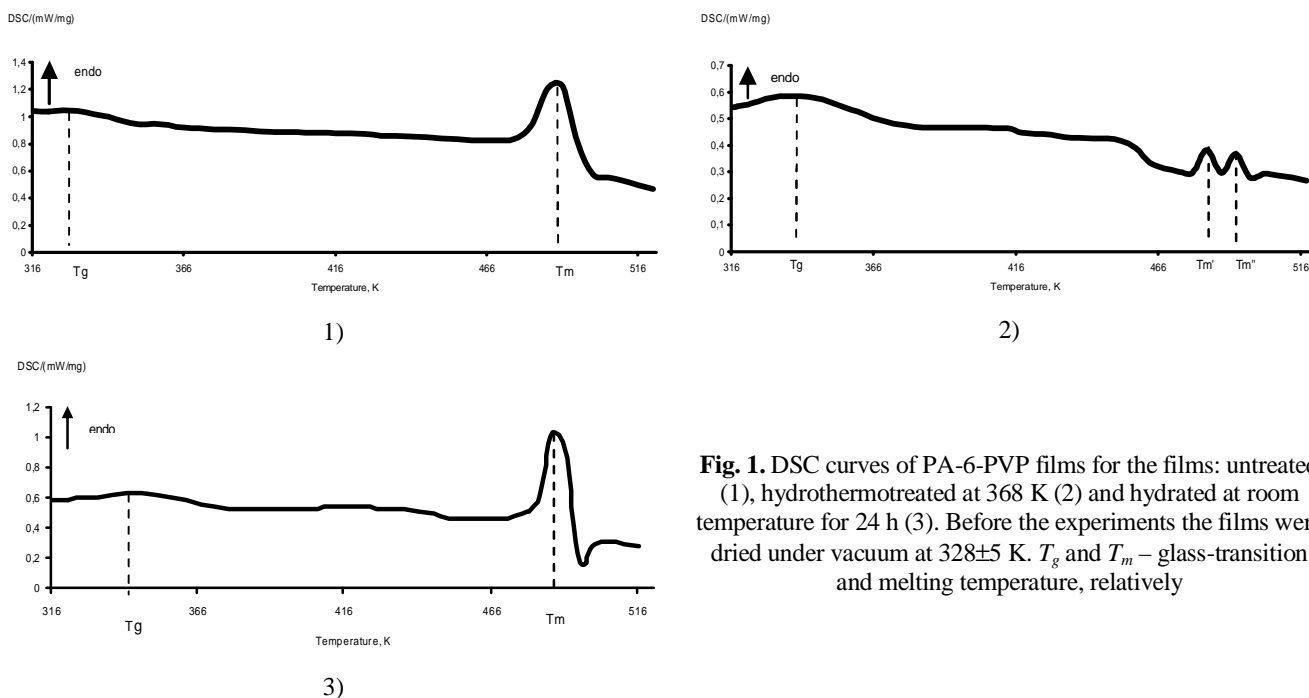 DSC/(mW/mg)
1,4
1,2
1
0,8
0,6
0,4
0,2
0
endo
316
366
416
466
516
Tg
Tm
Temperature, K
1)
DSC/(mW/mg)
0,7
0,6
0,5
0,4
0,3
0,2
0,1
0
endo
316
366
416
466
516
Tg
Tm'
Tm"
Temperature, K
2)
DSC/(mW/mg)
1,2
1
0,8
0,6
0,4
0,2
0
endo
316
366
416
466
516
Tg
Tm
Temperature, K
3)
Fig. 1. DSC curves of PA-6-PVP films for the films: untreated
(1), hydrothermotreated at 368 K (2) and hydrated at room
temperature for 24 h (3). Before the experiments the films wer
dried under vacuum at 328±5 K. Tg and Tm – glass-transition
and melting temperature, relatively